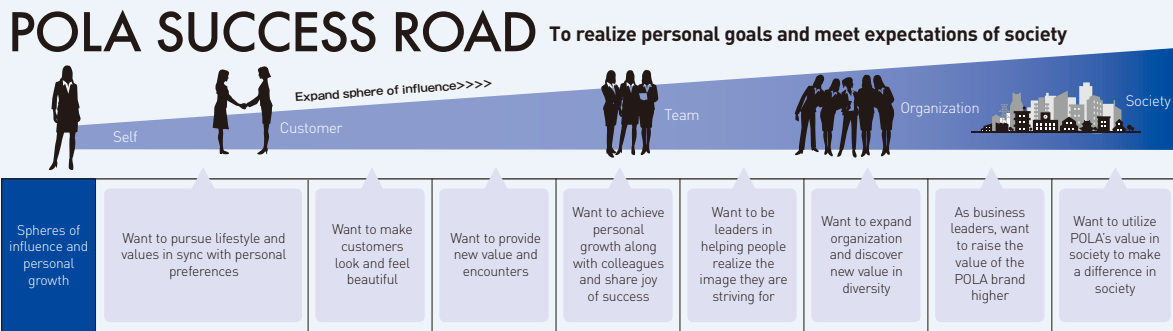 POLA SUCCESS ROAD To realize personal goals and meet expectations of society
Expand sphere of influence>>>>
Self
Customer
Team
Organization
Society
Spheres of
influence and
personal
growth
Want to pursue lifestyle and
values in sync with personal
preferences
Want to make
customers
look and feel
beautiful
Want to provide
new value and
encounters
Want to achieve
personal
growth along
with colleagues
and share joy
of success
Want to be
leaders in
helping people
realize the
image they are
striving for
Want to expand
organization
and discover
new value in
diversity
As business
leaders, want
to raise the
value of the
POLA brand
higher
Want to utilize
POLA's value in
society to make
a difference in
society